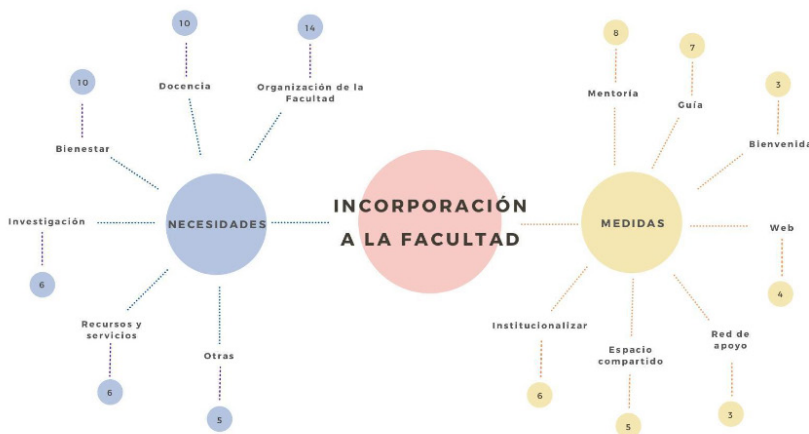 10
Docencia
14
Organización de la
Facultad
10
Bienestar
Investigación
6
Recursos y
servicios
6
Otras
5
NECESIDADES
INCORPORACIÓN
A LA FACULTAD
MEDIDAS
8
Mentoría
7
Guía
3
Bienvenida
Web
4
Red de
apoyo
3
Espacio
compartido
5
Institucionalizar
6